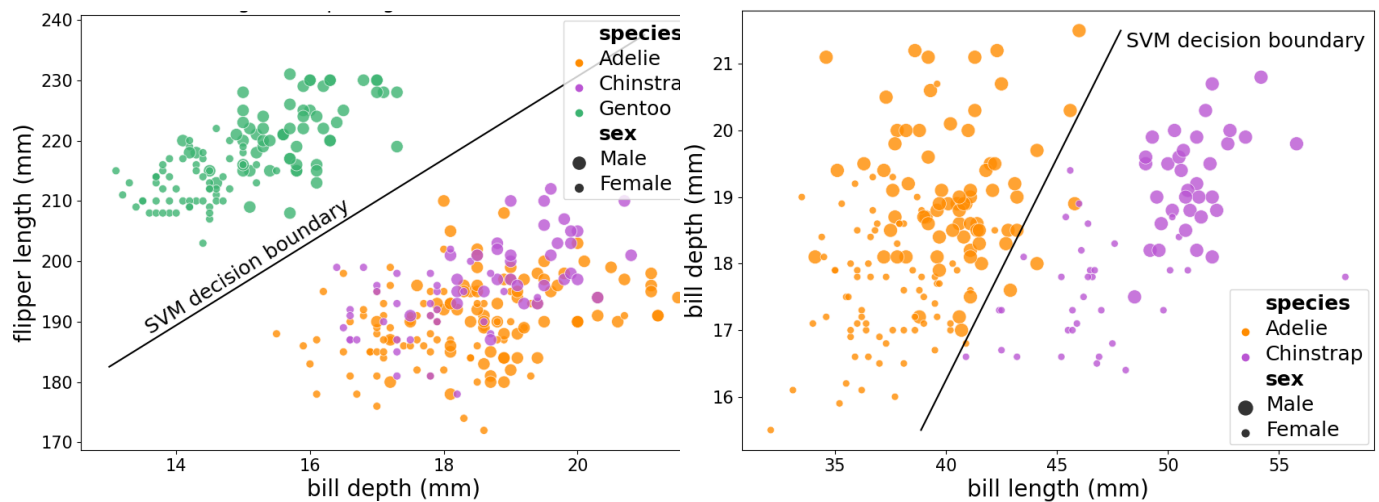 240
230
220
210
200
190
180
170
flipper length (mm)
14
16
18
20
bill depth (mm)
SVM decision boundary
species
Adelie
Chinstrap
Gentoo
sex
Male
Female
21
20
19
18
17
16
bill depth (mm)
35
40
45
50
55
bill length (mm)
SVM decision boundary
species
Adelie
Chinstrap
sex
Male
Female